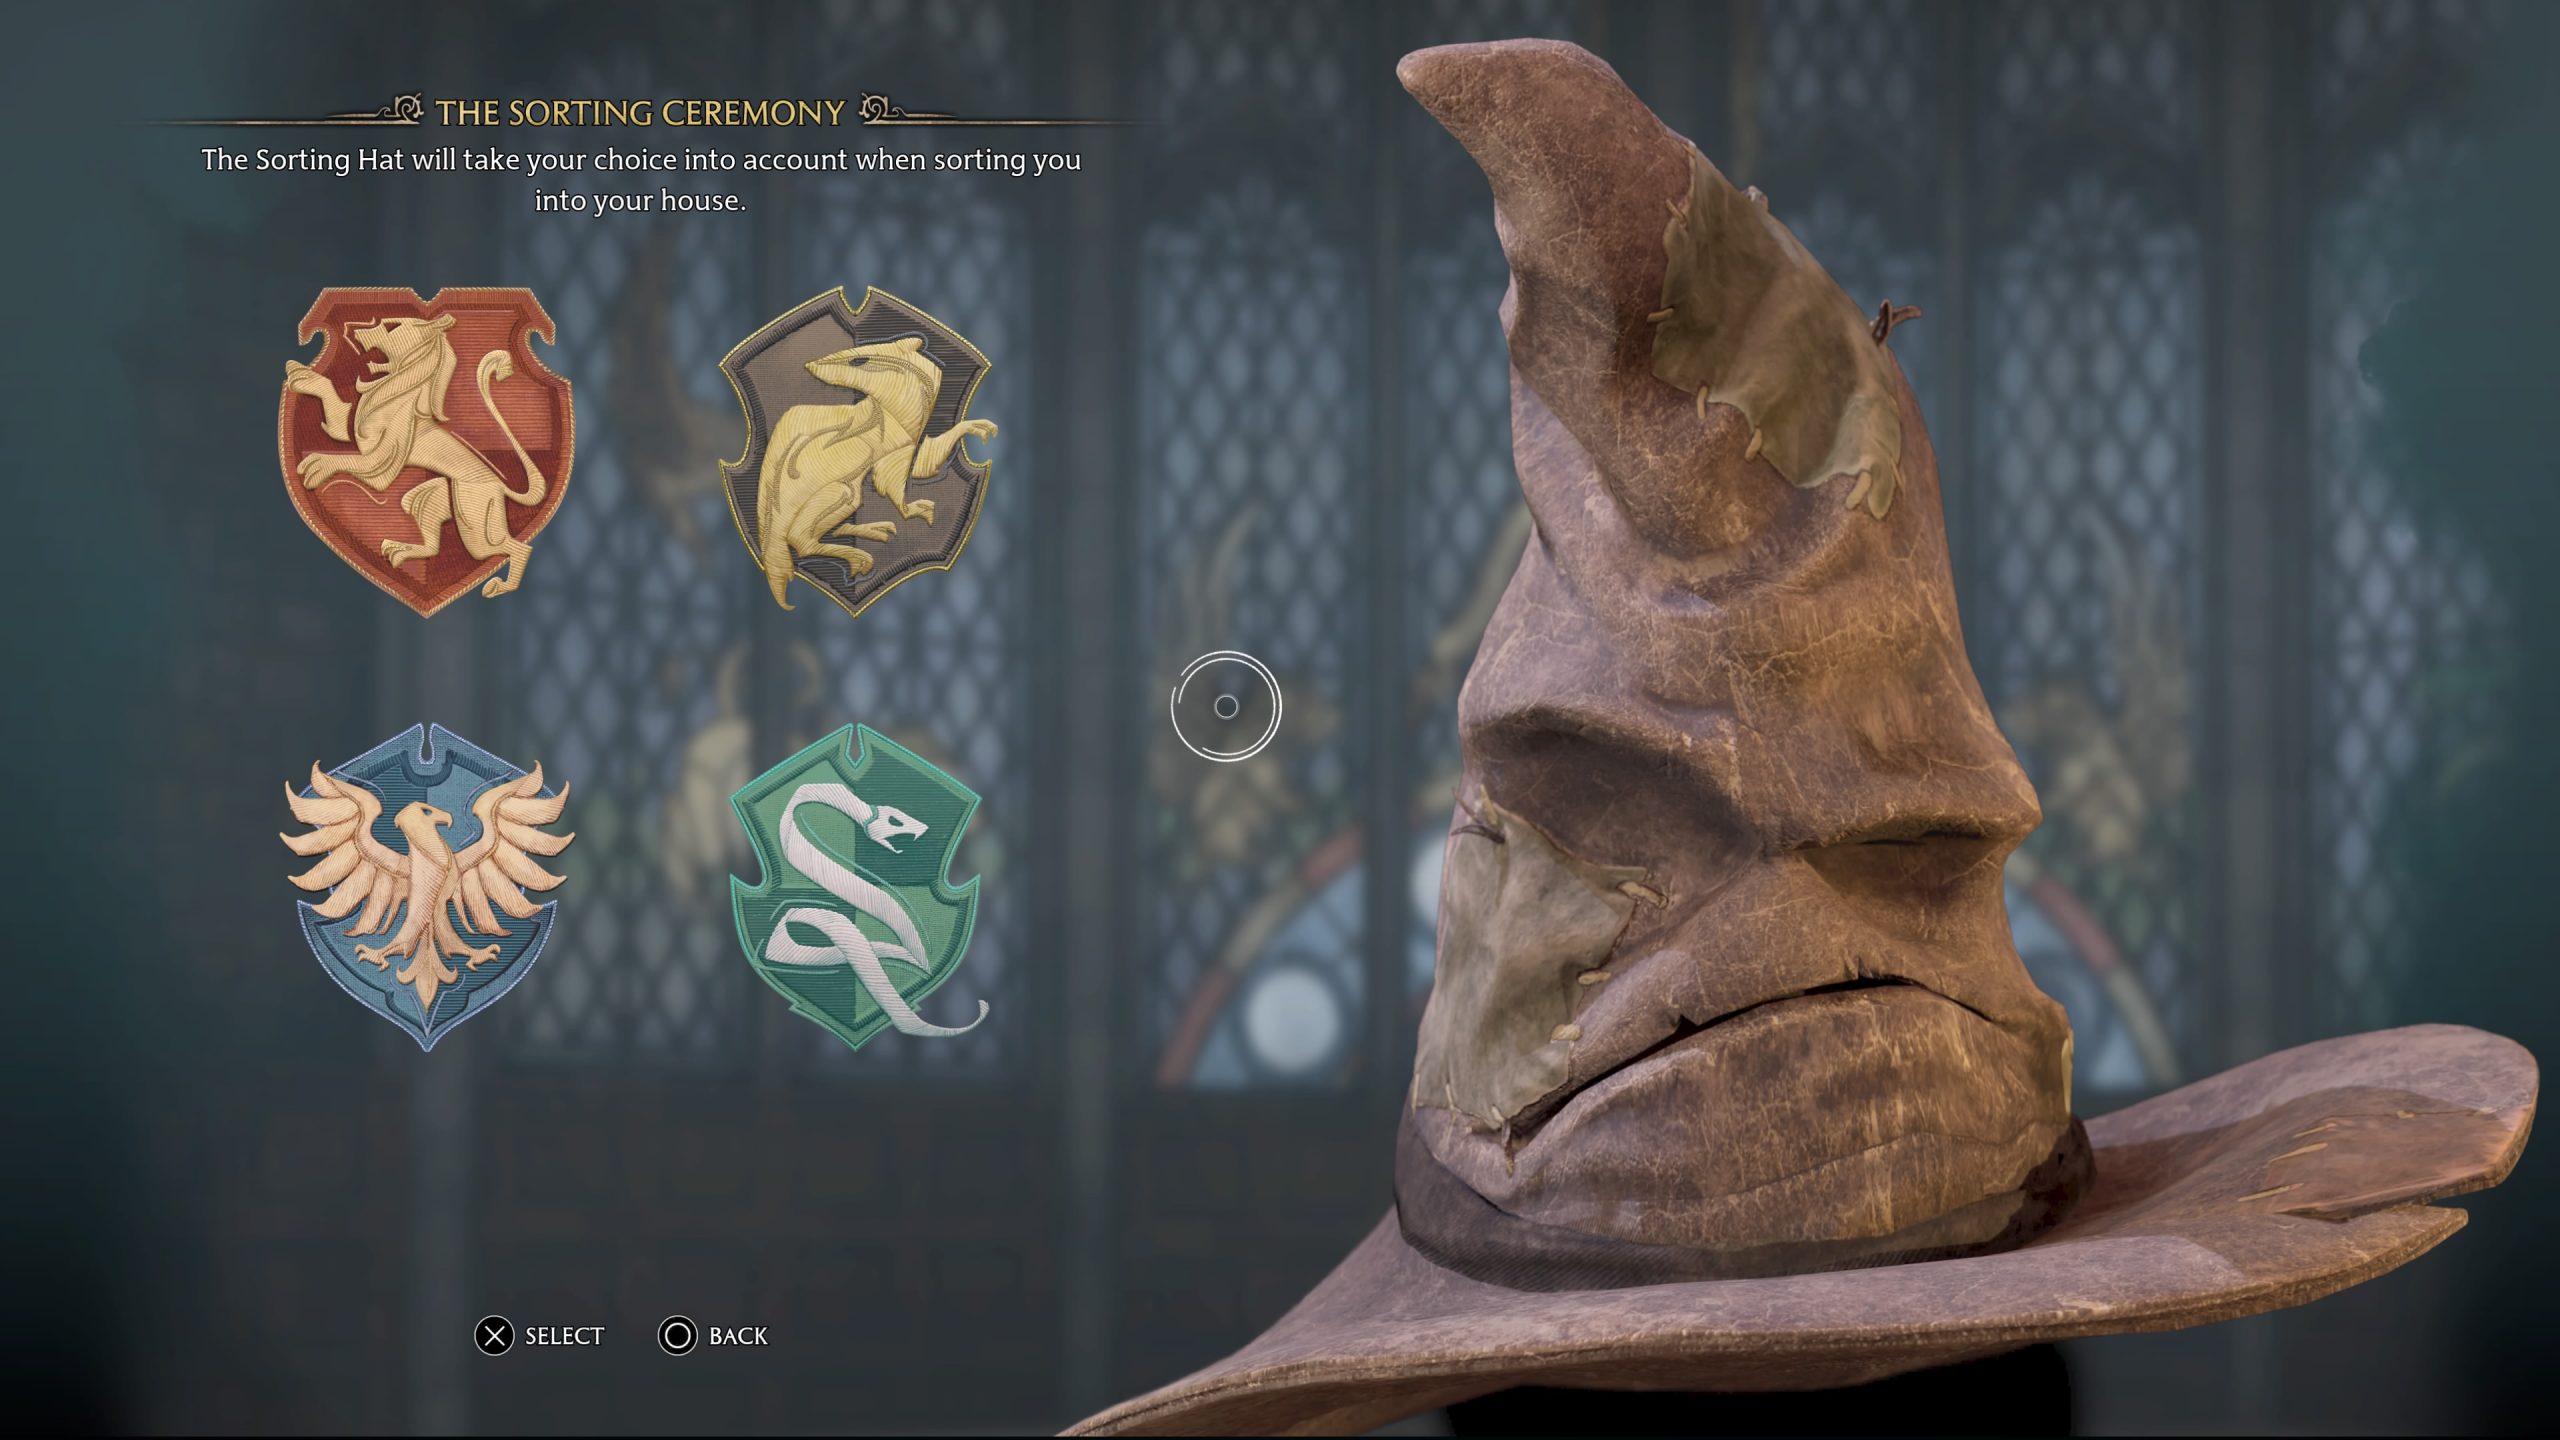 THE SORTING CEREMONY
The Sorting Hat will take your choice into account when sorting you
into your house.
SELECT BACK